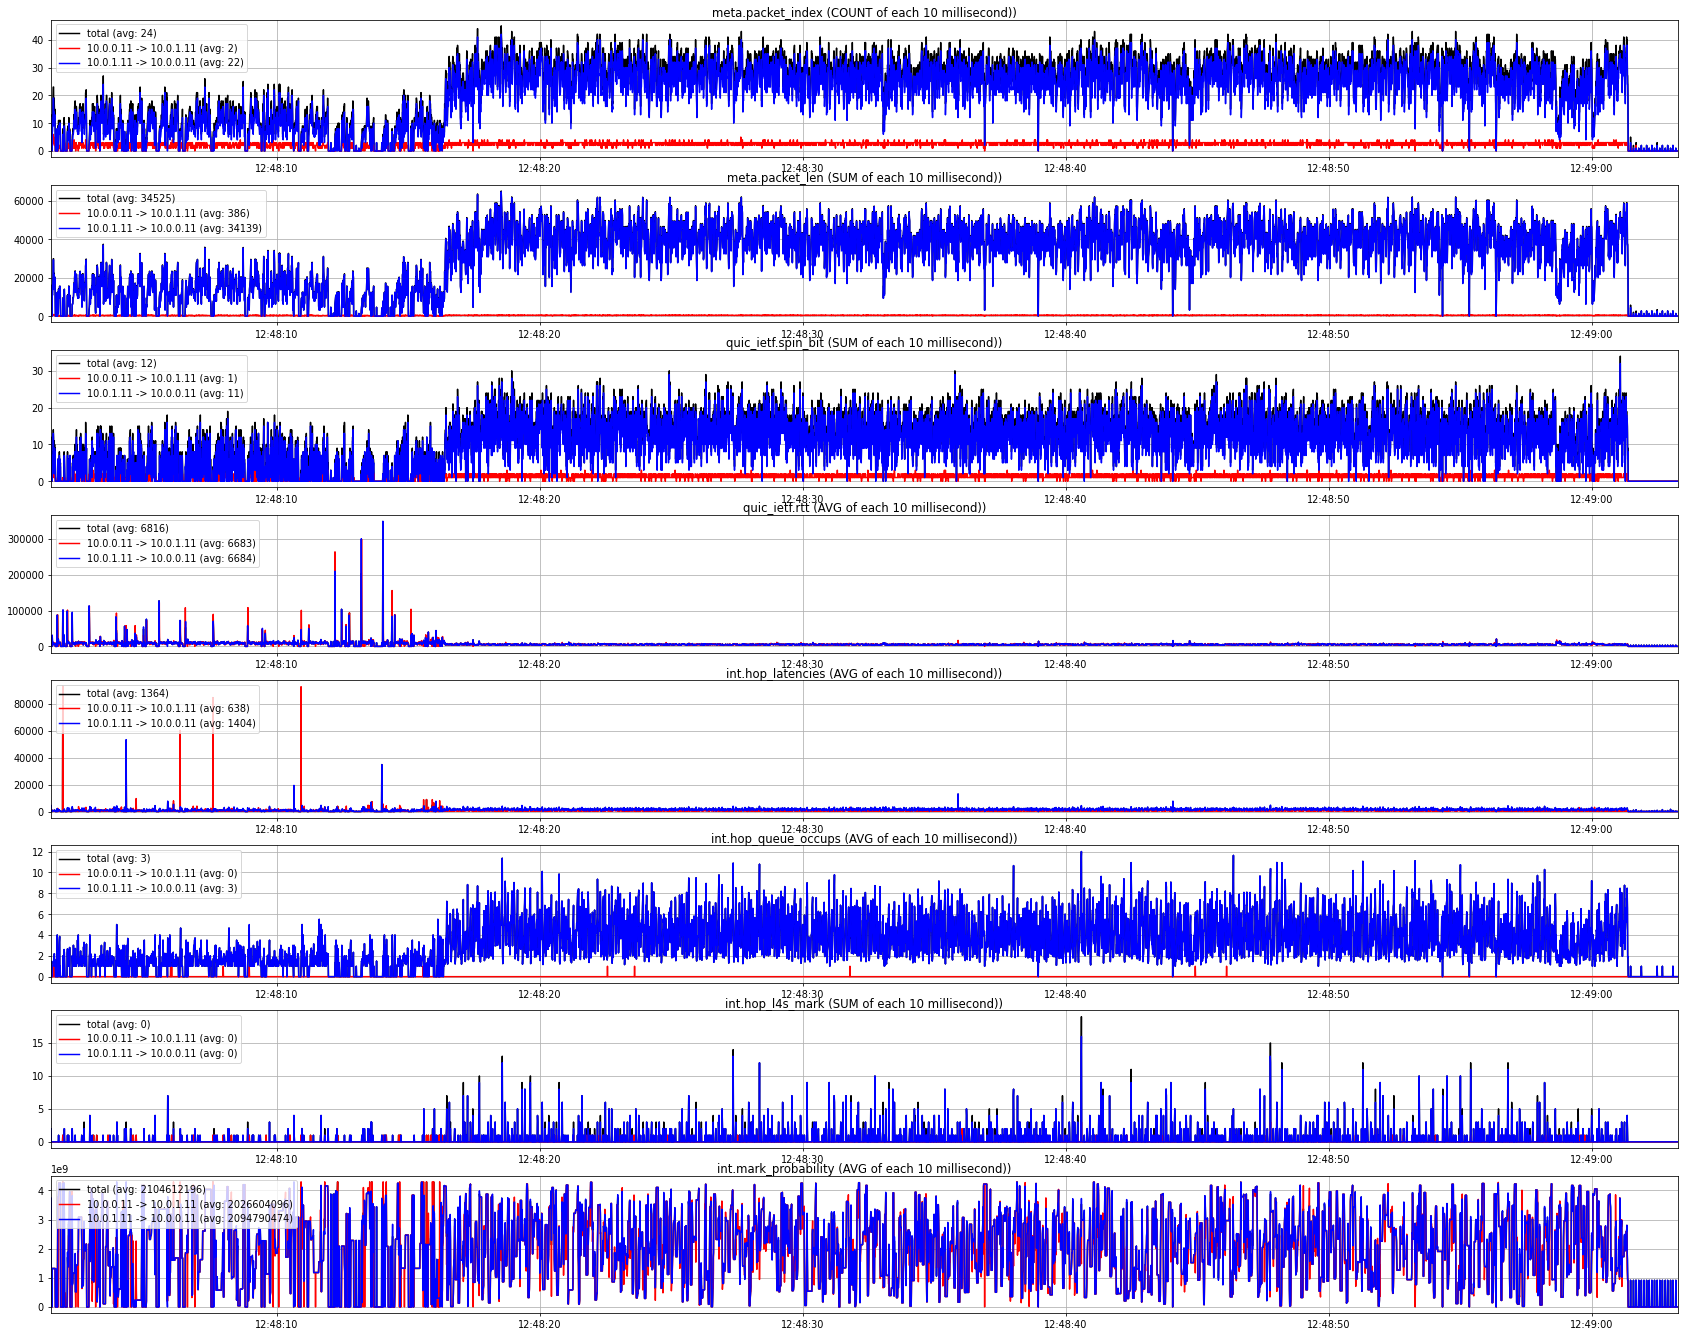 meta.packet_index (COUNT of each 10 millisecond))
total (avg: 24)
10.0.0.11 -> 10.0.1.11 (avg: 2)
10.0.1.11 -> 10.0.0.11 (avg: 22)
40
30
20
10
0
12:48:10 12:48:20 12:48:30 12:48:40 12:48:50 12:49:00
meta.packet_len (SUM of each 10 millisecond))
total (avg: 34525)
10.0.0.11 -> 10.0.1.11 (avg: 386)
10.0.1.11 -> 10.0.0.11 (avg: 34139)
60000
40000
20000
0
12:48:10 12:48:20 12:48:30 12:48:40 12:48:50 12:49:00
quic_ietf.spin_bit (SUM of each 10 millisecond))
total (avg: 12)
10.0.0.11 -> 10.0.1.11 (avg: 1)
10.0.1.11 -> 10.0.0.11 (avg: 11)
30
20
10
0
12:48:10 12:48:20 12:48:30 12:48:40 12:48:50 12:49:00
quic_ietf.rtt (AVG of each 10 millisecond))
total (avg: 6816)
10.0.0.11 -> 10.0.1.11 (avg: 6683)
10.0.1.11 -> 10.0.0.11 (avg: 6684)
300000
200000
100000
0
12:48:10 12:48:20 12:48:30 12:48:40 12:48:50 12:49:00
int.hop_latencies (AVG of each 10 millisecond))
total (avg: 1364)
10.0.0.11 -> 10.0.1.11 (avg: 638)
10.0.1.11 -> 10.0.0.11 (avg: 1404)
80000
60000
40000
20000
0
12:48:10 12:48:20 12:48:30 12:48:40 12:48:50 12:49:00
int.hop_queue_occups (AVG of each 10 millisecond))
total (avg: 3)
10.0.0.11 -> 10.0.1.11 (avg: 0)
10.0.1.11 -> 10.0.0.11 (avg: 3)
12
10
8
6
4
2
0
12:48:10 12:48:20 12:48:30 12:48:40 12:48:50 12:49:00
int.hop_l4s_mark (SUM of each 10 millisecond))
total (avg: 0)
10.0.0.11 -> 10.0.1.11 (avg: 0)
10.0.1.11 -> 10.0.0.11 (avg: 0)
15
10
5
0
12:48:10 12:48:20 12:48:30 12:48:40 12:48:50 12:49:00
1e9
int.mark_probability (AVG of each 10 millisecond))
total (avg: 2104612196)
10.0.0.11 -> 10.0.1.11 (avg: 2026604096)
10.0.1.11 -> 10.0.0.11 (avg: 2094790474)
4
3
2
1
0
12:48:10 12:48:20 12:48:30 12:48:40 12:48:50 12:49:00